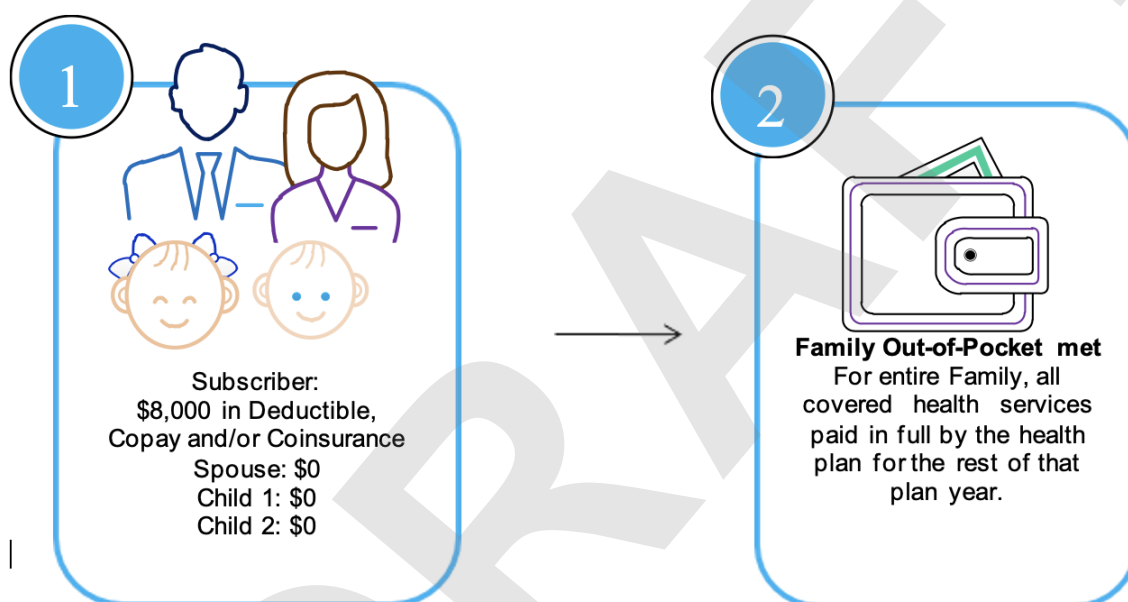 1
Subscriber:
$8,000 in Deductible,
Copay and/or Coinsurance
Spouse: $0
Child 1: $0
Child 2: $0
2
Family Out-of-Pocket met
For entire Family, all
covered health services
paid in full by the health
plan for the rest of that
plan year.
DRAFT